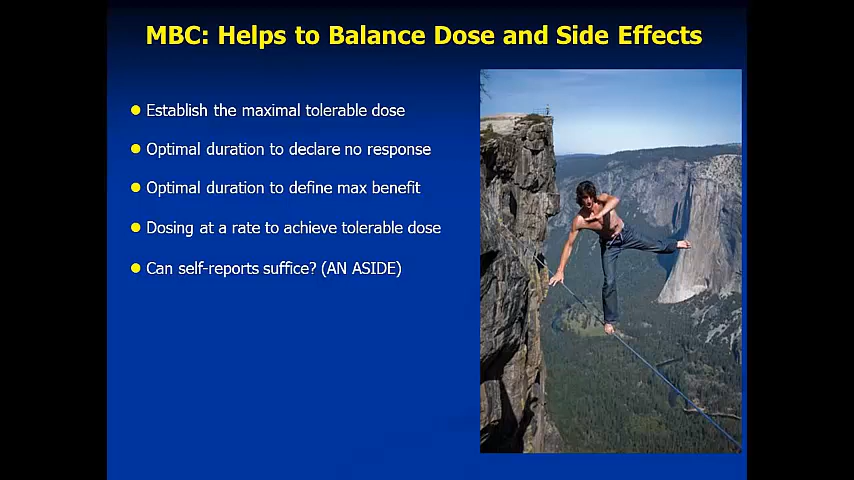 MBC: Helps to Balance Dose and Side Effects
Establish the maximal tolerable dose
Optimal duration to declare no response
Optimal duration to define max benefit
Dosing at a rate to achieve tolerable dose
Can self-reports suffice? (AN ASIDE)